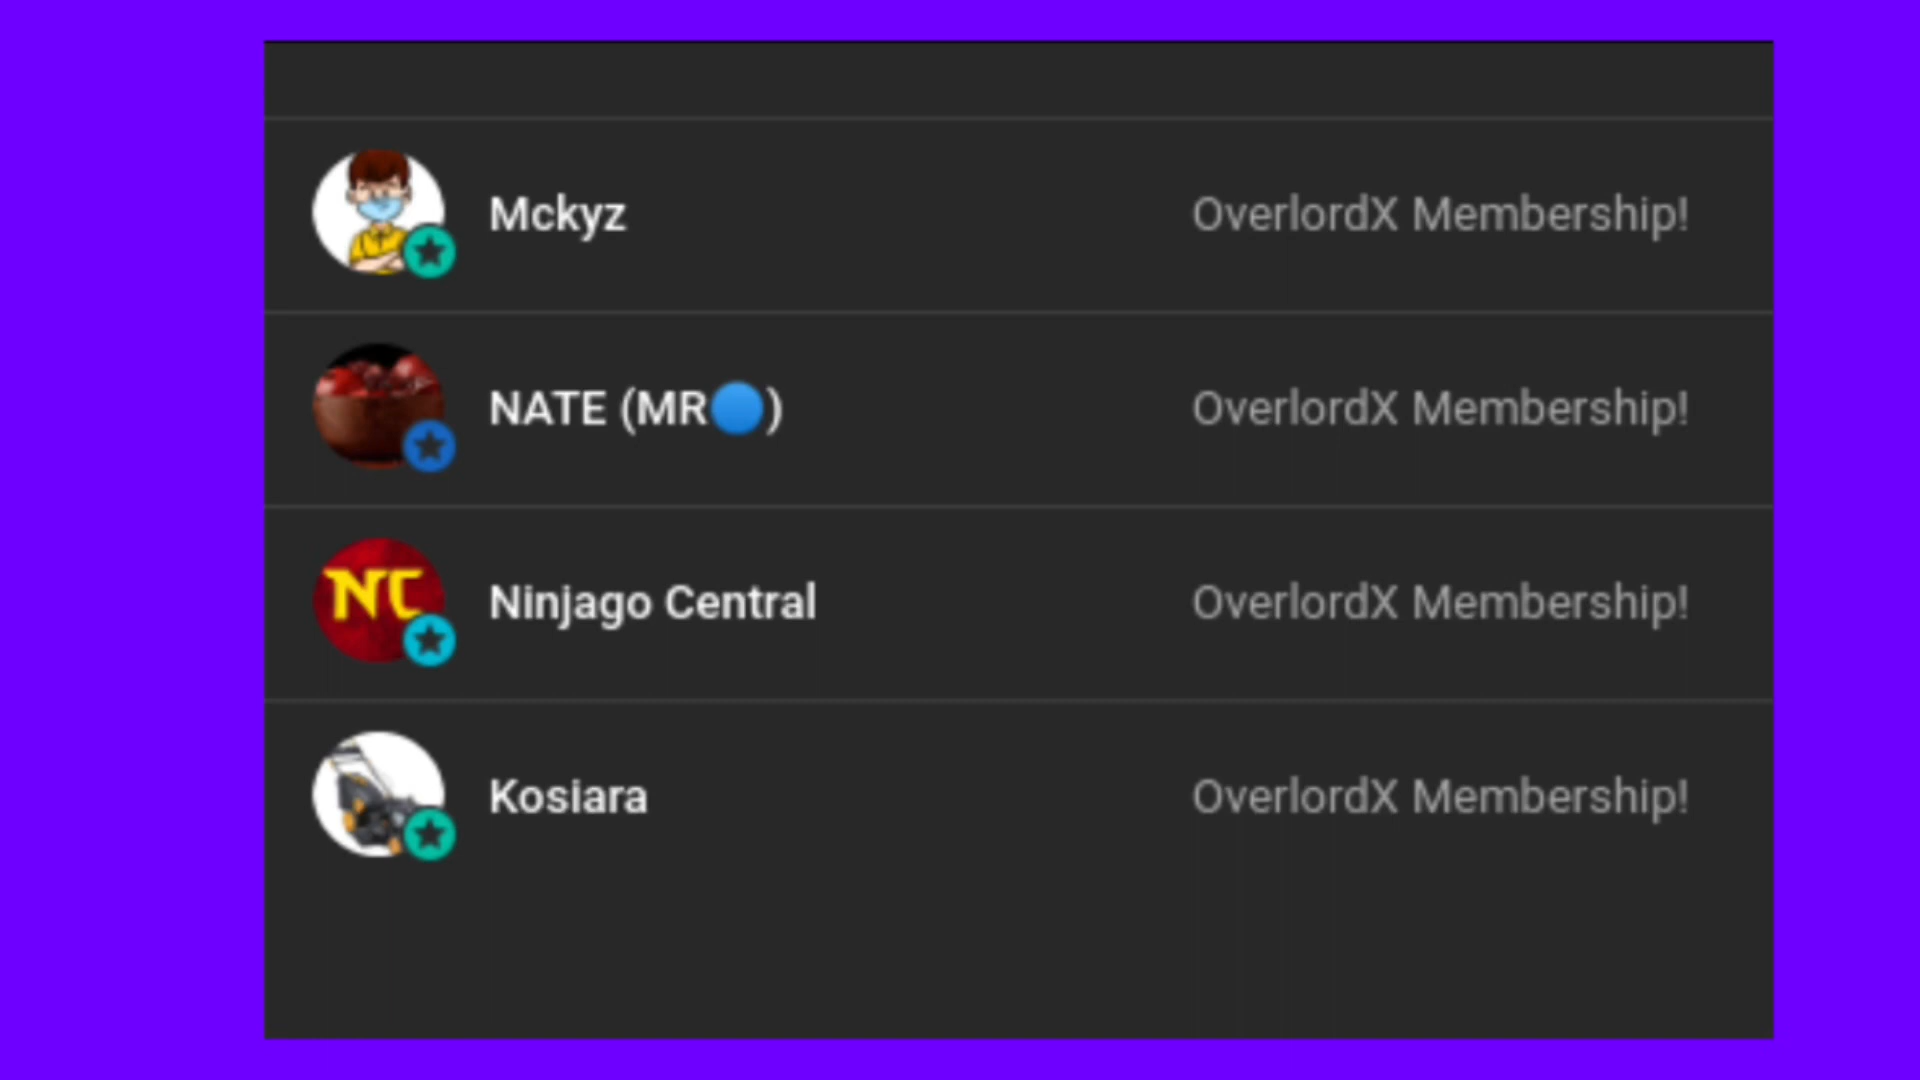 Mckyz OverlordX Membership!
NATE (MR🔵) OverlordX Membership!
NC
Ninjago Central OverlordX Membership!
Kosiara OverlordX Membership!